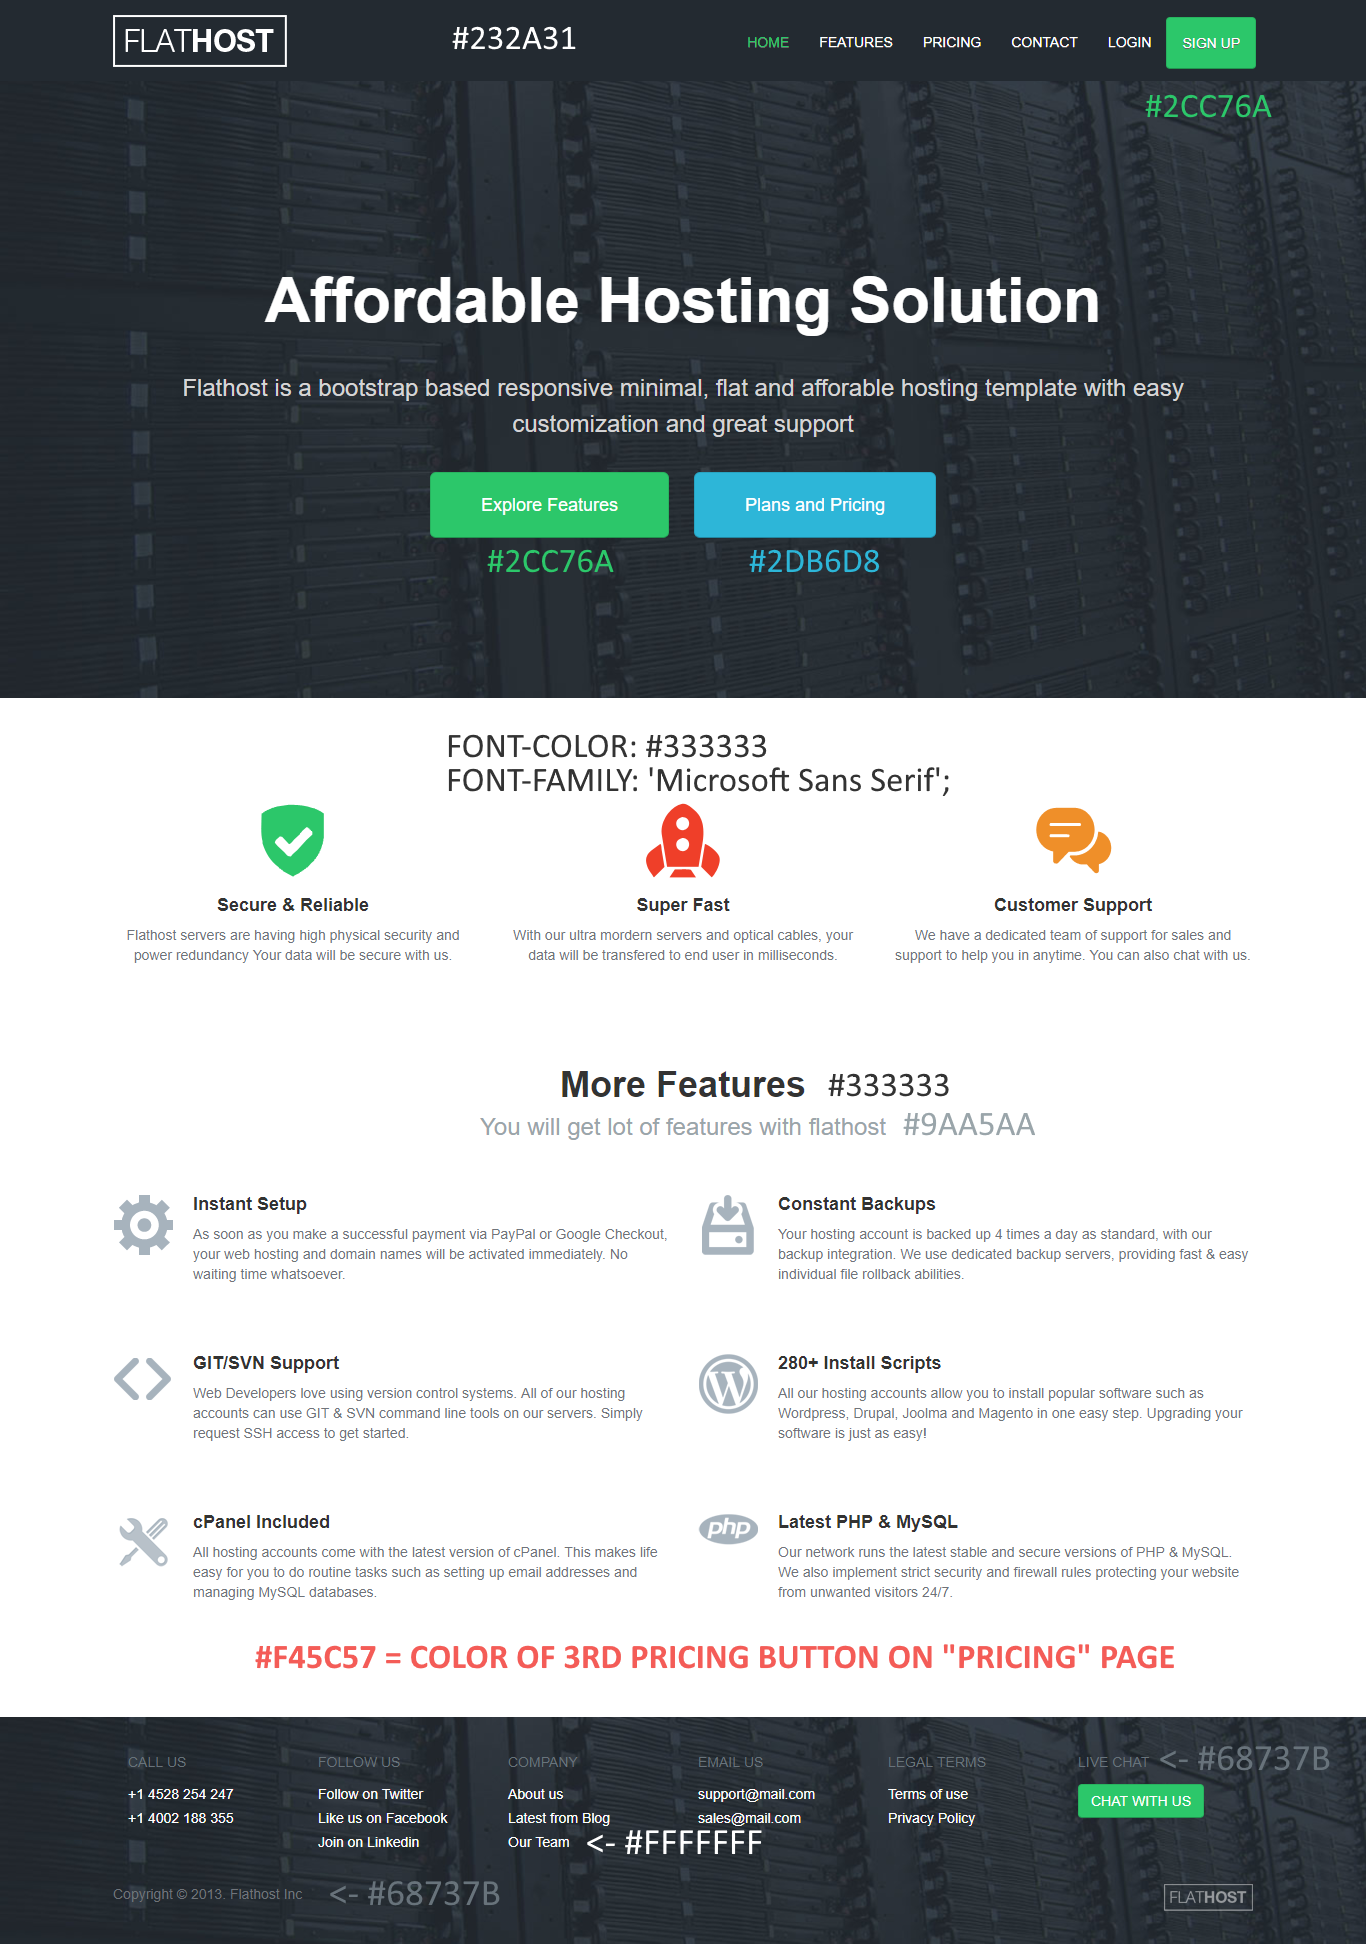 FLATHOST
#232A31
HOME FEATURES PRICING CONTACT LOGIN SIGN UP
#2CC76A
Affordable Hosting Solution
Flathost is a bootstrap based responsive minimal, flat and afforable hosting template with easy
customization and great support
Explore Features
Plans and Pricing
#2CC76A
#2DB6D8
FONT-COLOR: #333333
FONT-FAMILY: 'Microsoft Sans Serif';
Secure & Reliable
Flathost servers are having high physical security and
power redundancy Your data will be secure with us.
Super Fast
With our ultra mordern servers and optical cables, your
data will be transfered to end user in milliseconds.
Customer Support
We have a dedicated team of support for sales and
support to help you in anytime. You can also chat with us.
More Features #333333
You will get lot of features with flathost #9AA5AA
Instant Setup
As soon as you make a successful payment via PayPal or Google Checkout,
your web hosting and domain names will be activated immediately. No
waiting time whatsoever.
Constant Backups
Your hosting account is backed up 4 times a day as standard, with our
backup integration. We use dedicated backup servers, providing fast & easy
individual file rollback abilities.
GIT/SVN Support
Web Developers love using version control systems. All of our hosting
accounts can use GIT & SVN command line tools on our servers. Simply
request SSH access to get started.
280+ Install Scripts
All our hosting accounts allow you to install popular software such as
Wordpress, Drupal, Joolma and Magento in one easy step. Upgrading your
software is just as easy!
cPanel Included
All hosting accounts come with the latest version of cPanel. This makes life
easy for you to do routine tasks such as setting up email addresses and
managing MySQL databases.
php
Latest PHP & MySQL
Our network runs the latest stable and secure versions of PHP & MySQL.
We also implement strict security and firewall rules protecting your website
from unwanted visitors 24/7.
#F45C57 = COLOR OF 3RD PRICING BUTTON ON "PRICING" PAGE
CALL US
+1 4528 254 247
+1 4002 188 355
FOLLOW US
Follow on Twitter
Like us on Facebook
Join on Linkedin
COMPANY
About us
Latest from Blog
Our Team <- #FFFFFFF
EMAIL US
support@mail.com
sales@mail.com
LEGAL TERMS
Terms of use
Privacy Policy
LIVE CHAT <- #68737B
CHAT WITH US
Copyright © 2013. Flathost Inc <- #68737B
FLATHOST